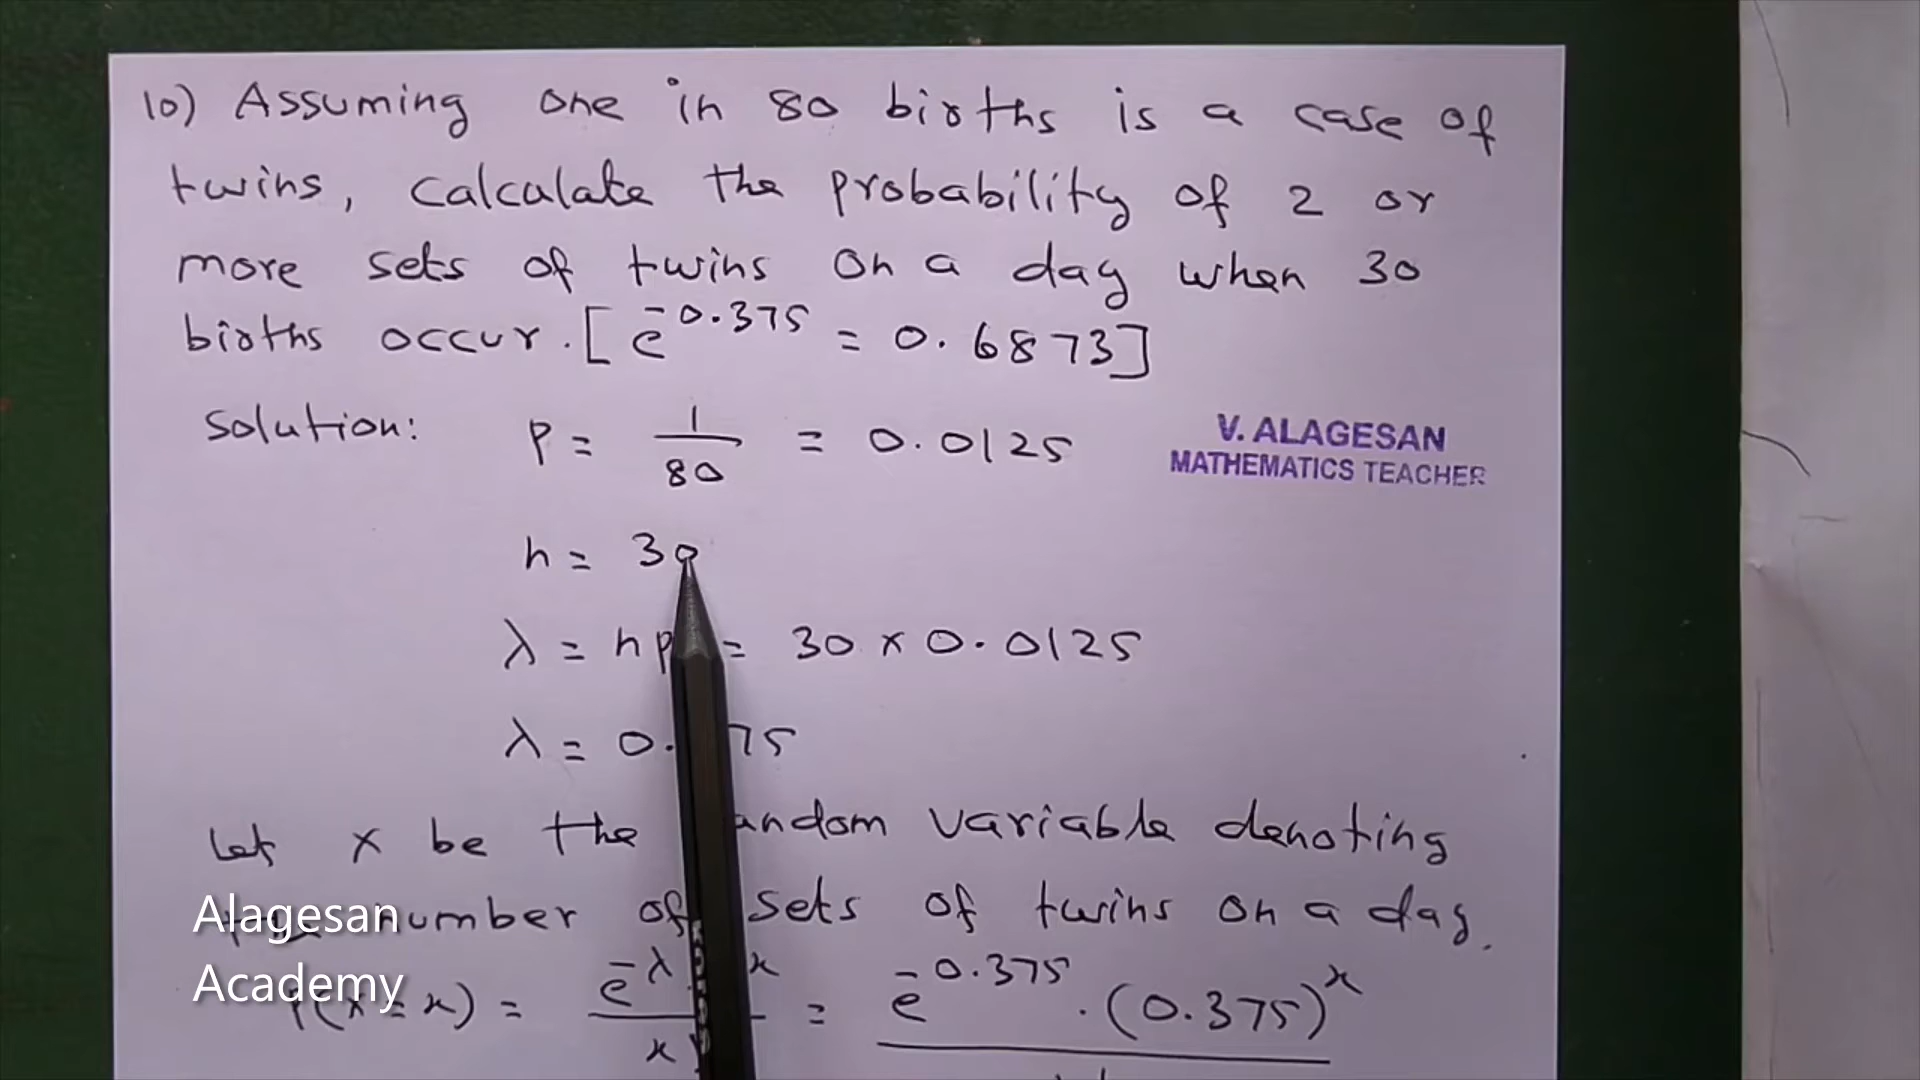 10) Assuming one in 80 births is a case of
twins, calculate the probability of 2 or
more sets of twins on a day when 30
births occur. [e^-0.375 = 0.6873]
Solution: p = 1/80 = 0.0125
V. ALAGESAN
MATHEMATICS TEACHER
n = 30
λ = np = 30 × 0.0125
λ = 0. 75
Let x be the andom variable denoting
number of sets of twins on a day.
Alagesan
Academy
(x = x) = e^-λ x / x = e^-0.375 . (0.375)^x